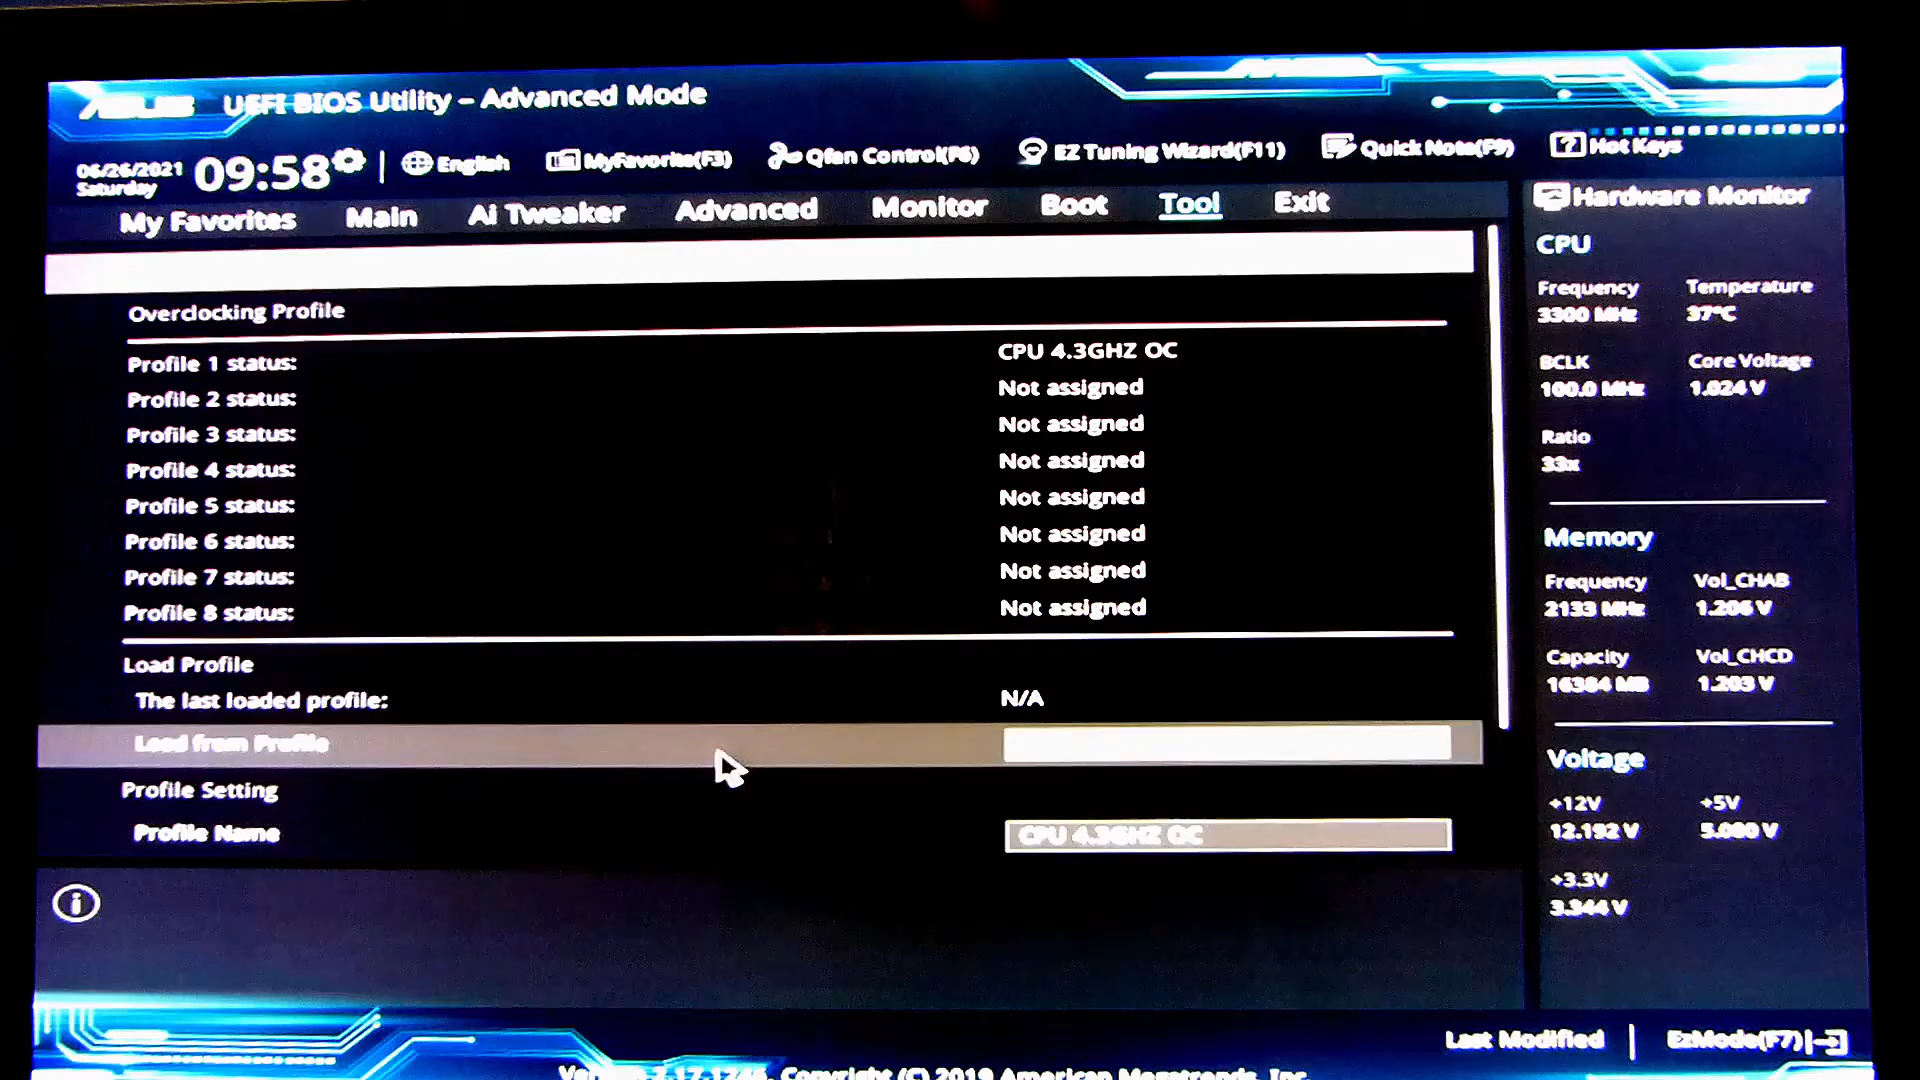 ASUS UEFI BIOS Utility – Advanced Mode
06/26/2021
Saturday
09:58
English
MyFavorite(F3)
Qfan Control(F6)
EZ Tuning Wizard(F11)
Quick Note(F9)
? Hot Keys
My Favorites Main Ai Tweaker Advanced Monitor Boot Tool Exit
Overclocking Profile
Profile 1 status: CPU 4.3GHZ OC
Profile 2 status: Not assigned
Profile 3 status: Not assigned
Profile 4 status: Not assigned
Profile 5 status: Not assigned
Profile 6 status: Not assigned
Profile 7 status: Not assigned
Profile 8 status: Not assigned
Load Profile
The last loaded profile: N/A
Load from Profile
Profile Setting
Profile Name CPU 4.3GHZ OC
Hardware Monitor
CPU
Frequency Temperature
3300 MHz 37°C
BCLK Core Voltage
100.0 MHz 1.024 V
Ratio
33x
Memory
Frequency Vol_CHAB
2133 MHz 1.206 V
Capacity Vol_CHCD
16384 MB 1.203 V
Voltage
+12V +5V
12.192 V 5.080 V
+3.3V
3.344 V
i
Last Modified
EzMode(F7)
Copyright (C) 2019 American Megatrends, Inc.